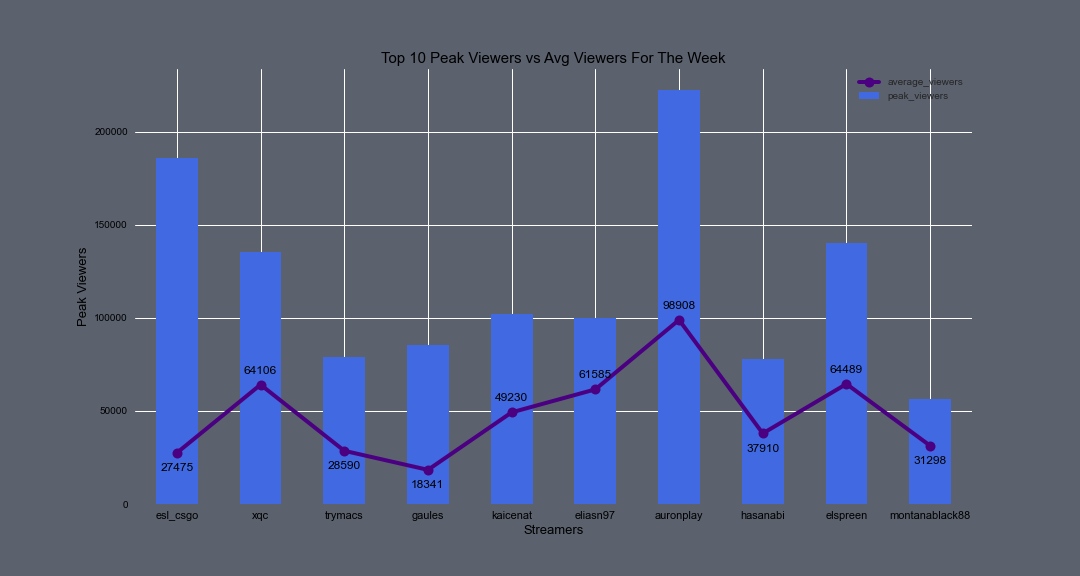 Top 10 Peak Viewers vs Avg Viewers For The Week
average_viewers
peak_viewers
200000
150000
100000
50000
0
Peak Viewers
98908
64106
61585
64489
49230
27475
28590
18341
37910
31298
esl_csgo xqc trymacs gaules kaicenat eliasn97 auronplay hasanabi elspreen montanablack88
Streamers